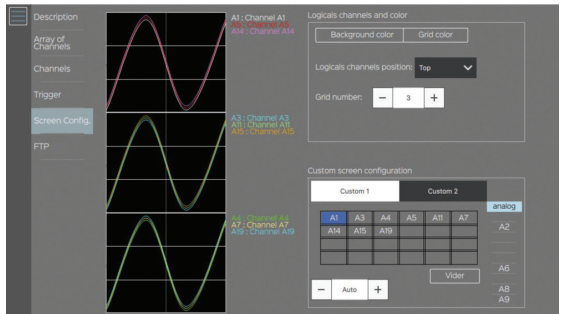 Description
Array of
Channels
Channels
Trigger
Screen Config.
FTP
A1 : Channel A1
A5 : Channel A5
A14 : Channel A14
A3 : Channel A3
A11 : Channel A11
A15 : Channel A15
A4 : Channel A4
A7 : Channel A7
A19 : Channel A19
Logicals channels and color
Background color
Grid color
Logicals channels position:
Top
Grid number:
− 3 +
Custom screen configuration
Custom 1
Custom 2
A1 A3 A4 A5 A11 A7
A14 A15 A19
Vider
− Auto +
analog
A2
A6
A8
A9